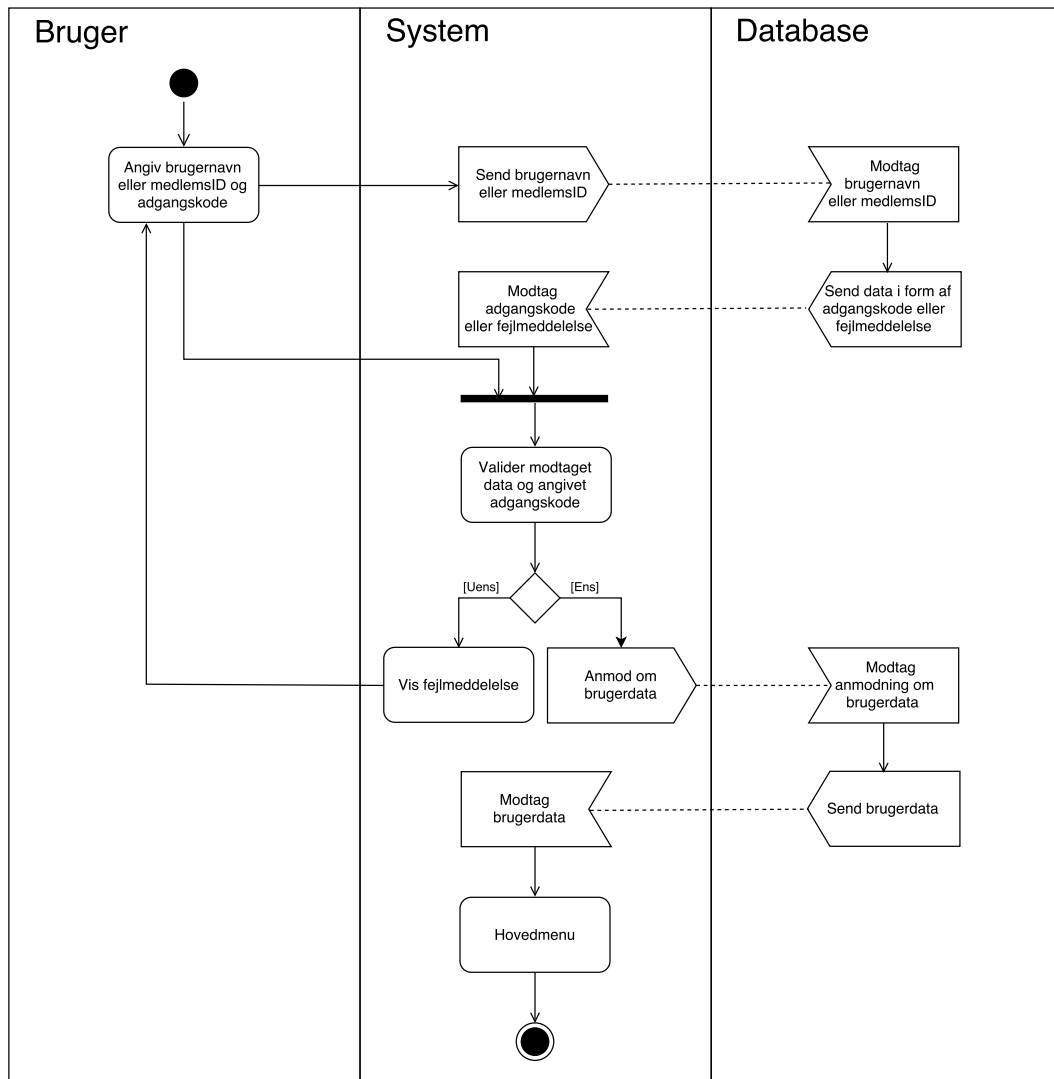 Bruger
System
Database
Angiv brugernavn
eller medlemsID og
adgangskode
Send brugernavn
eller medlemsID
Modtag
brugernavn
eller medlemsID
Modtag
adgangskode
eller fejlmeddelelse
Send data i form af
adgangskode eller
fejlmeddelelse
Valider modtaget
data og angivet
adgangskode
[Uens]
[Ens]
Vis fejlmeddelelse
Anmod om
brugerdata
Modtag
anmodning om
brugerdata
Modtag
brugerdata
Send brugerdata
Hovedmenu